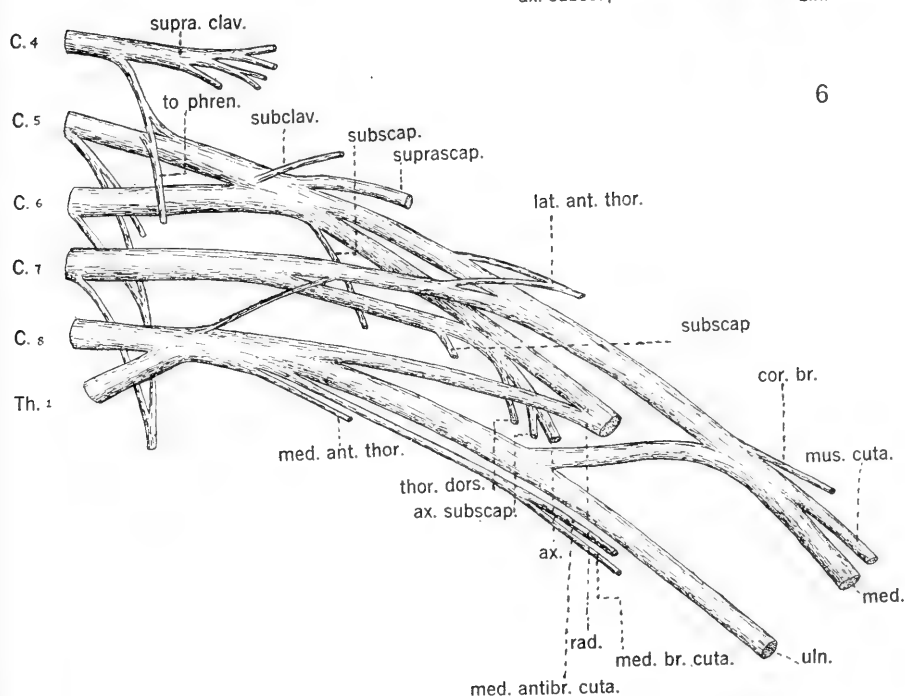 supra. clav.
C. 4
6
to phren.
C. 5
subclav.
subscap.
suprascap.
C. 6
lat. ant. thor.
C. 7
subscap
C. 8
cor. br.
Th. 1
mus. cuta.
med. ant. thor.
thor. dors.
ax. subscap.
ax.
med.
rad.
med. br. cuta.
uln.
med. antibr. cuta.